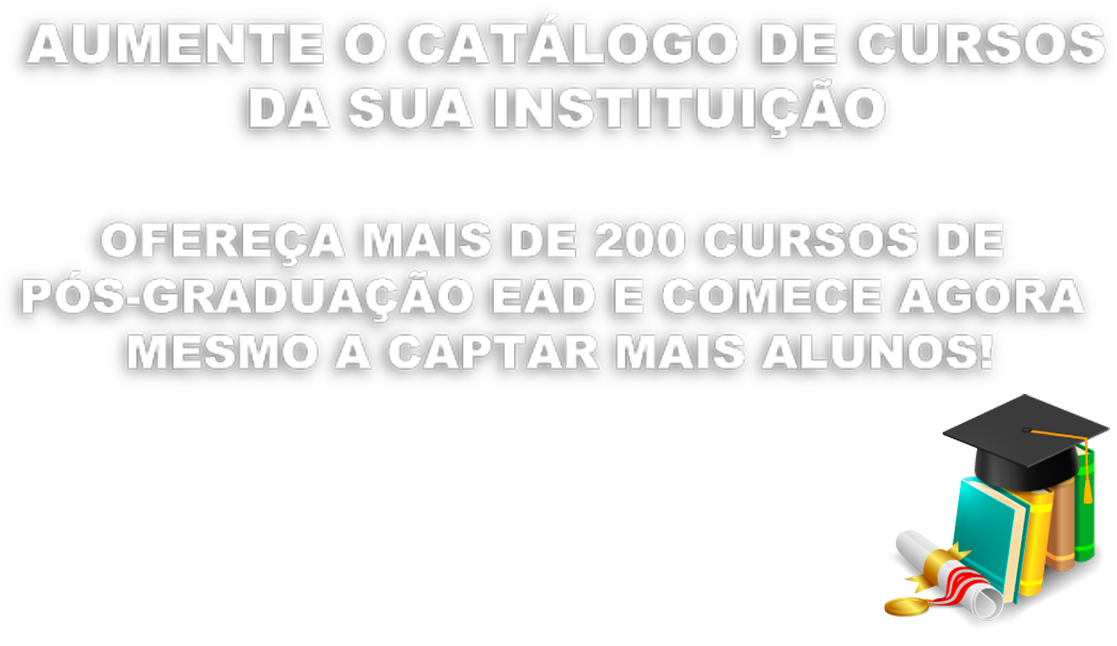 AUMENTE O CATÁLOGO DE CURSOS
DA SUA INSTITUIÇÃO
OFEREÇA MAIS DE 200 CURSOS DE
PÓS-GRADUAÇÃO EAD E COMECE AGORA
MESMO A CAPTAR MAIS ALUNOS!